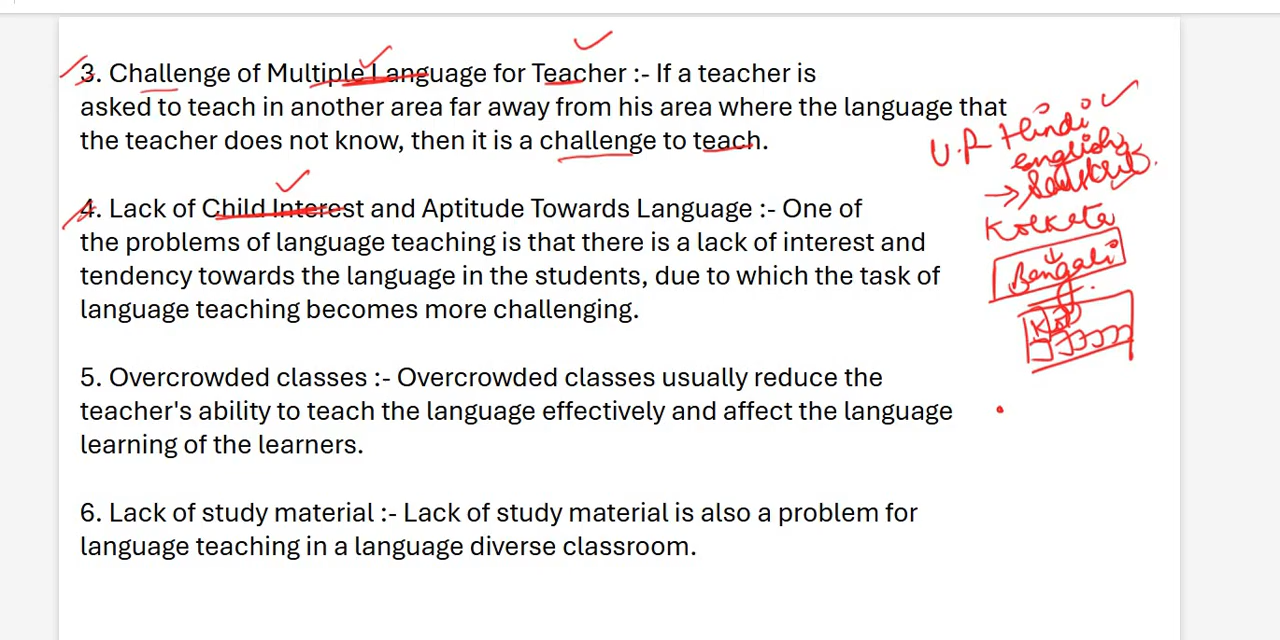 3. Challenge of Multiple Language for Teacher :- If a teacher is
asked to teach in another area far away from his area where the language that
the teacher does not know, then it is a challenge to teach.
4. Lack of Child Interest and Aptitude Towards Language :- One of
the problems of language teaching is that there is a lack of interest and
tendency towards the language in the students, due to which the task of
language teaching becomes more challenging.
5. Overcrowded classes :- Overcrowded classes usually reduce the
teacher's ability to teach the language effectively and affect the language
learning of the learners.
6. Lack of study material :- Lack of study material is also a problem for
language teaching in a language diverse classroom.
U.P Hindi
english
Kolketa
Bengali